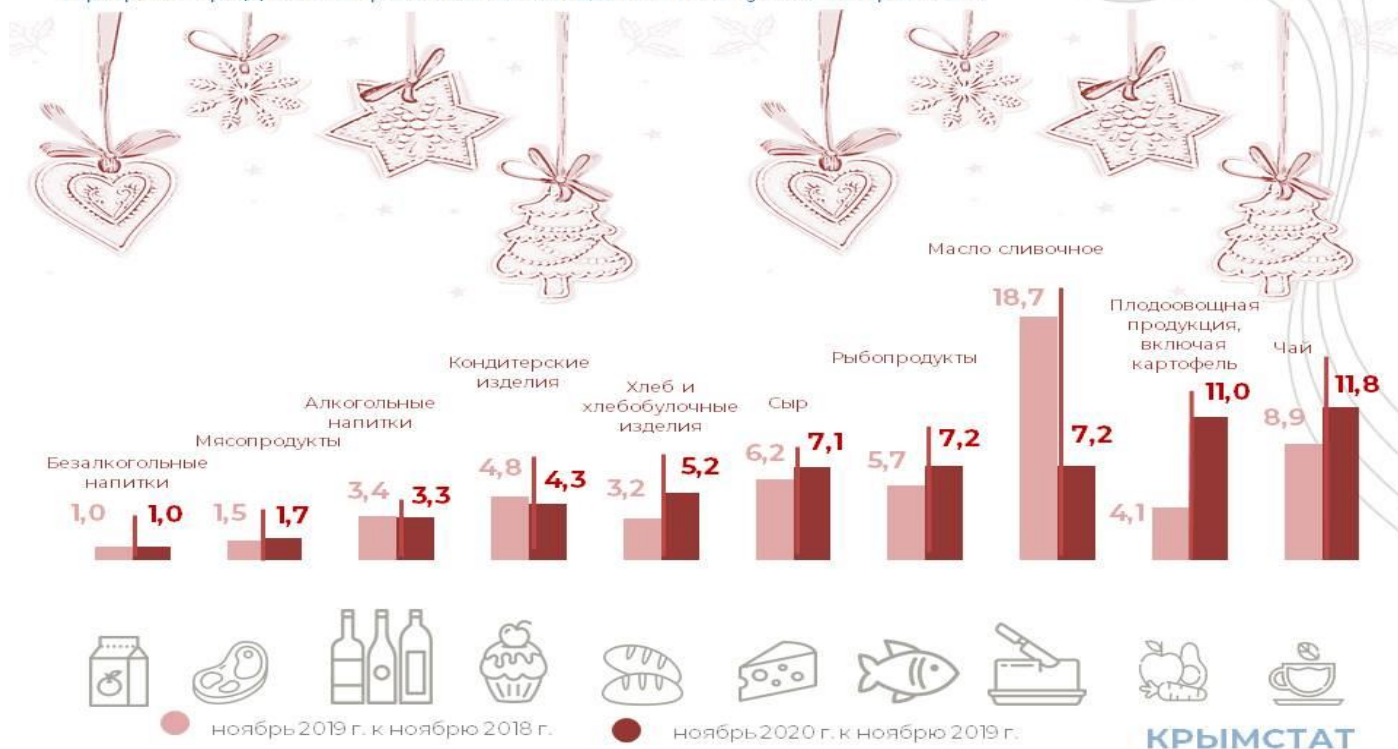 Масло сливочное
18,7
Плодоовощная
продукция,
включая
картофель
Чай
Рыбопродукты
Кондитерские
изделия
Хлеб и
хлебобулочные
изделия
Сыр
Алкогольные
напитки
Мясопродукты
Безалкогольные
напитки
1,0 1,0
1,5 1,7
3,4 3,3
4,8 4,3
3,2 5,2
6,2 7,1
5,7 7,2
7,2
4,1 11,0
8,9 11,8
ноябрь 2019 г. к ноябрю 2018 г.
ноябрь 2020 г. к ноябрю 2019 г.
КРЫМСТАТ